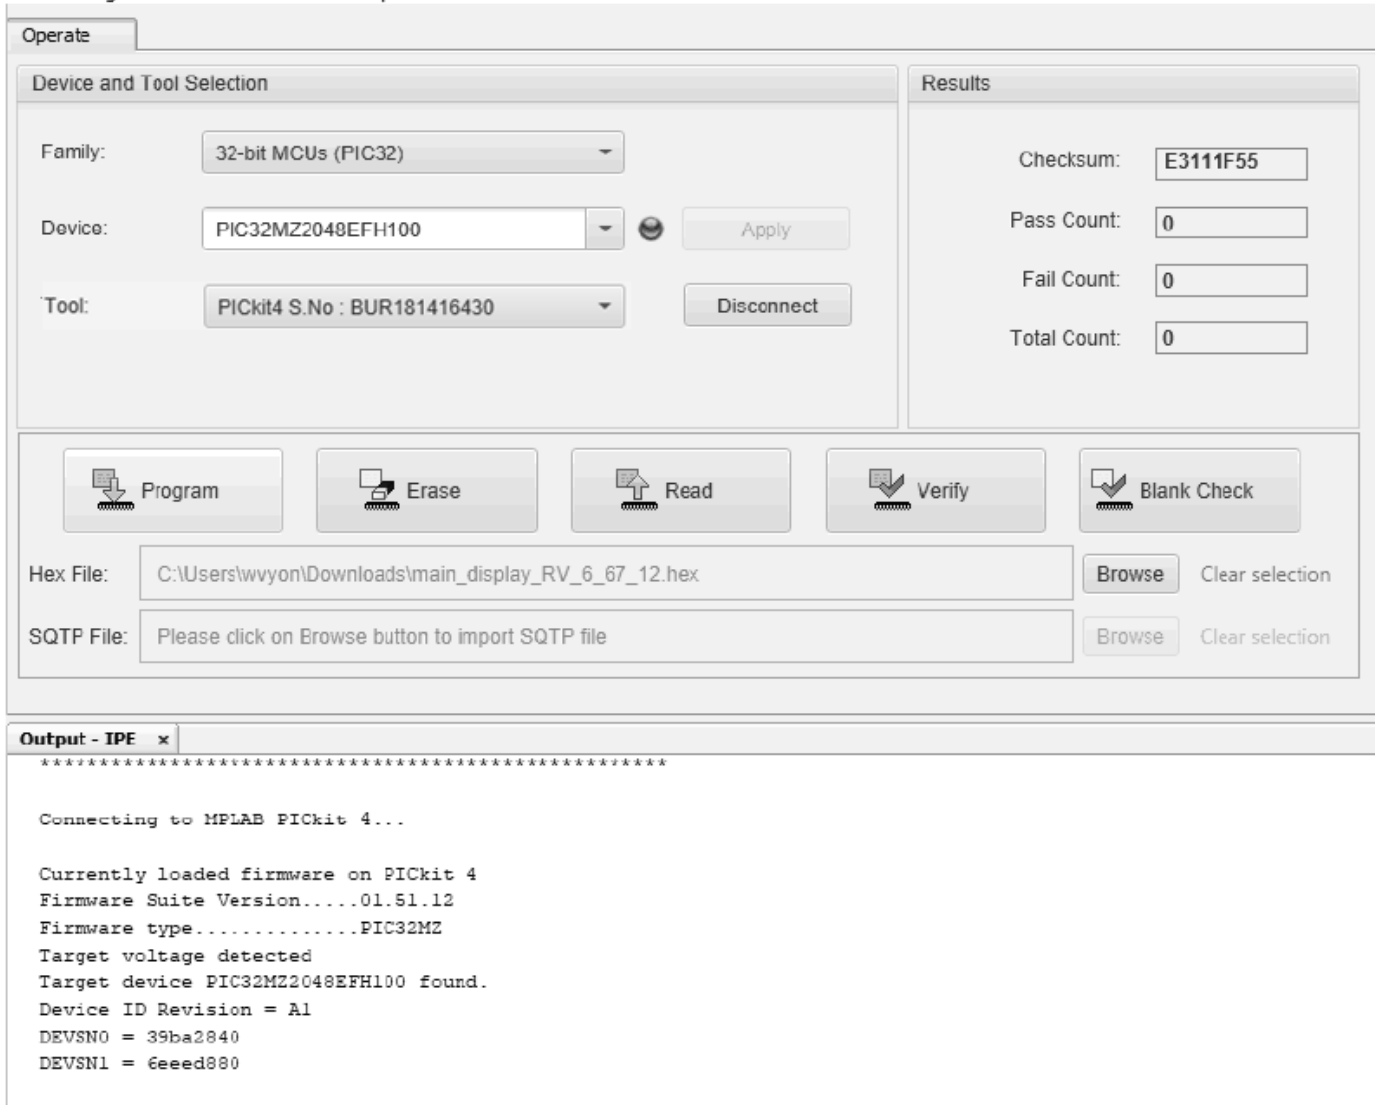 Operate
Device and Tool Selection
Results
Family:
32-bit MCUs (PIC32)
Checksum:
E3111F55
Device:
PIC32MZ2048EFH100
Apply
Pass Count:
0
Fail Count:
0
Tool:
PICkit4 S.No : BUR181416430
Disconnect
Total Count:
0
Program
Erase
Read
Verify
Blank Check
Hex File:
C:\Users\wvyon\Downloads\main_display_RV_6_67_12.hex
Browse
Clear selection
SQTP File:
Please click on Browse button to import SQTP file
Browse
Clear selection
Output - IPE ×
*****************************************************
Connecting to MPLAB PICkit 4...
Currently loaded firmware on PICkit 4
Firmware Suite Version.....01.51.12
Firmware type..............PIC32MZ
Target voltage detected
Target device PIC32MZ2048EFH100 found.
Device ID Revision = A1
DEVSN0 = 39ba2840
DEVSN1 = 6eeed880